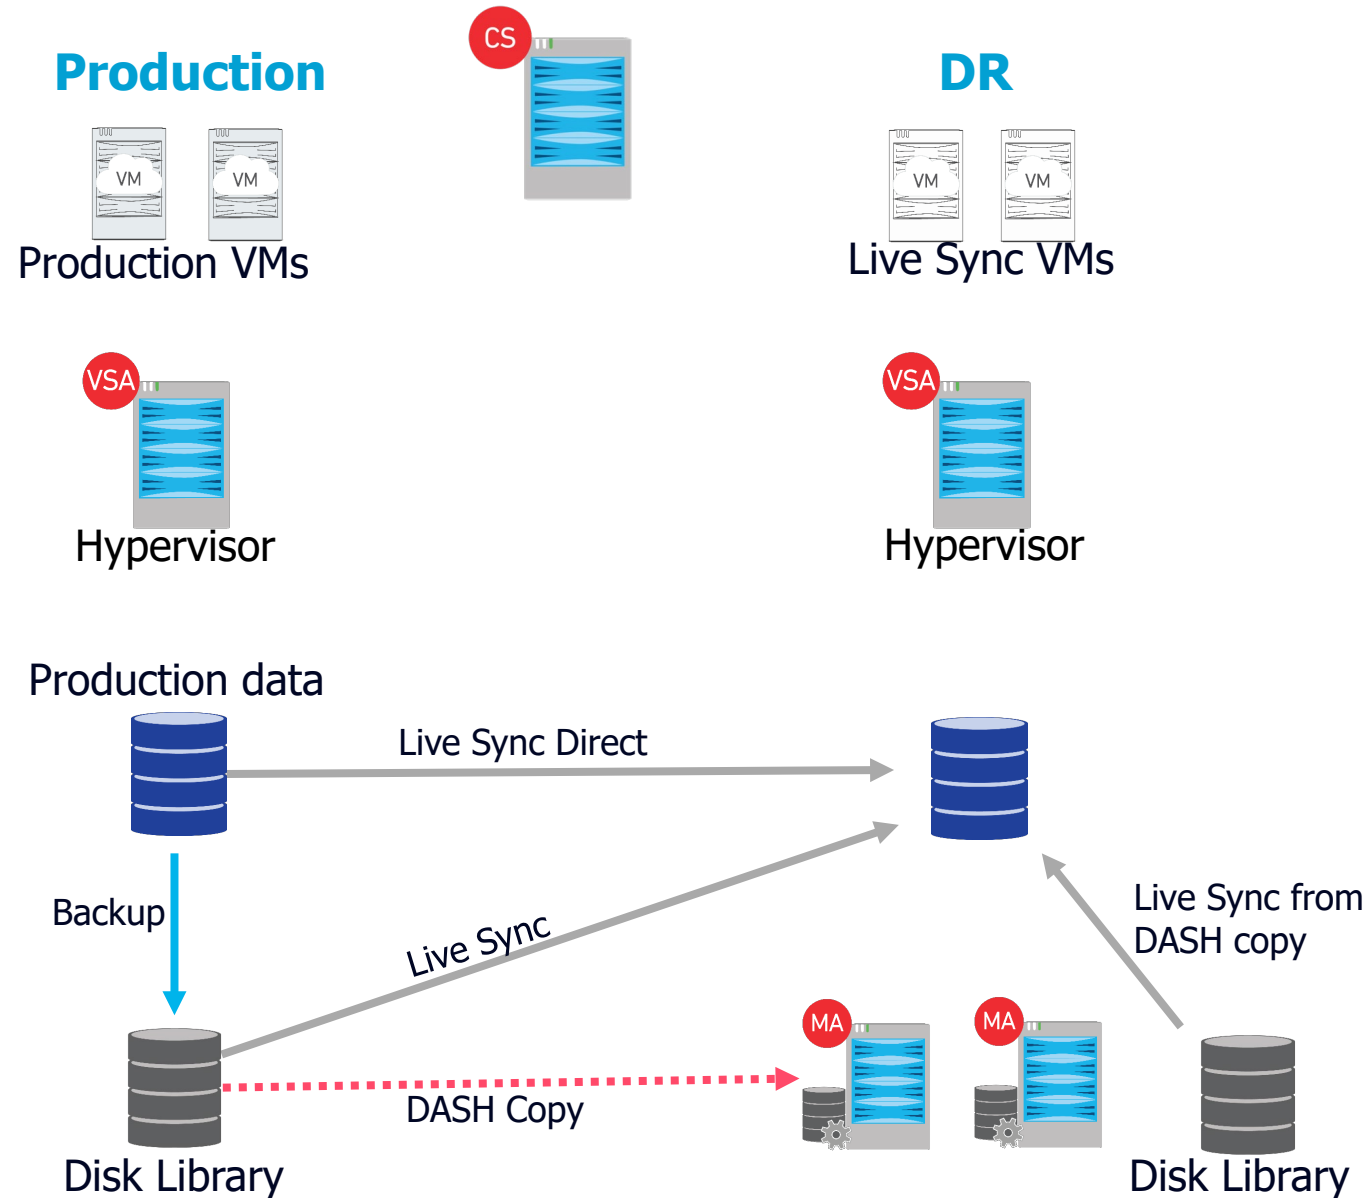 CS
Production
DR
VM
VM
VM
VM
Production VMs
Live Sync VMs
VSA
VSA
Hypervisor
Hypervisor
Production data
Live Sync Direct
Backup
Live Sync
Live Sync from
DASH copy
MA
MA
DASH Copy
Disk Library
Disk Library